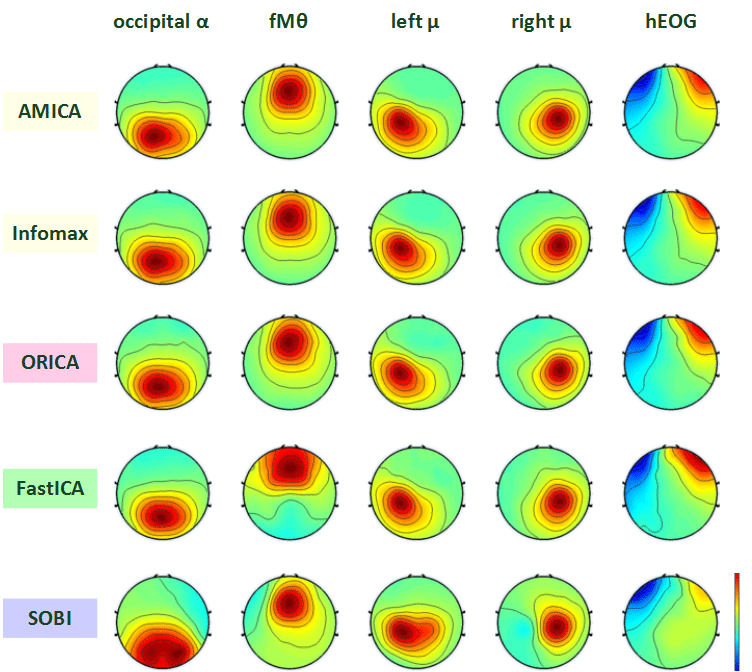 occipital α fMθ left μ right μ hEOG
AMICA
Infomax
ORICA
FastICA
SOBI